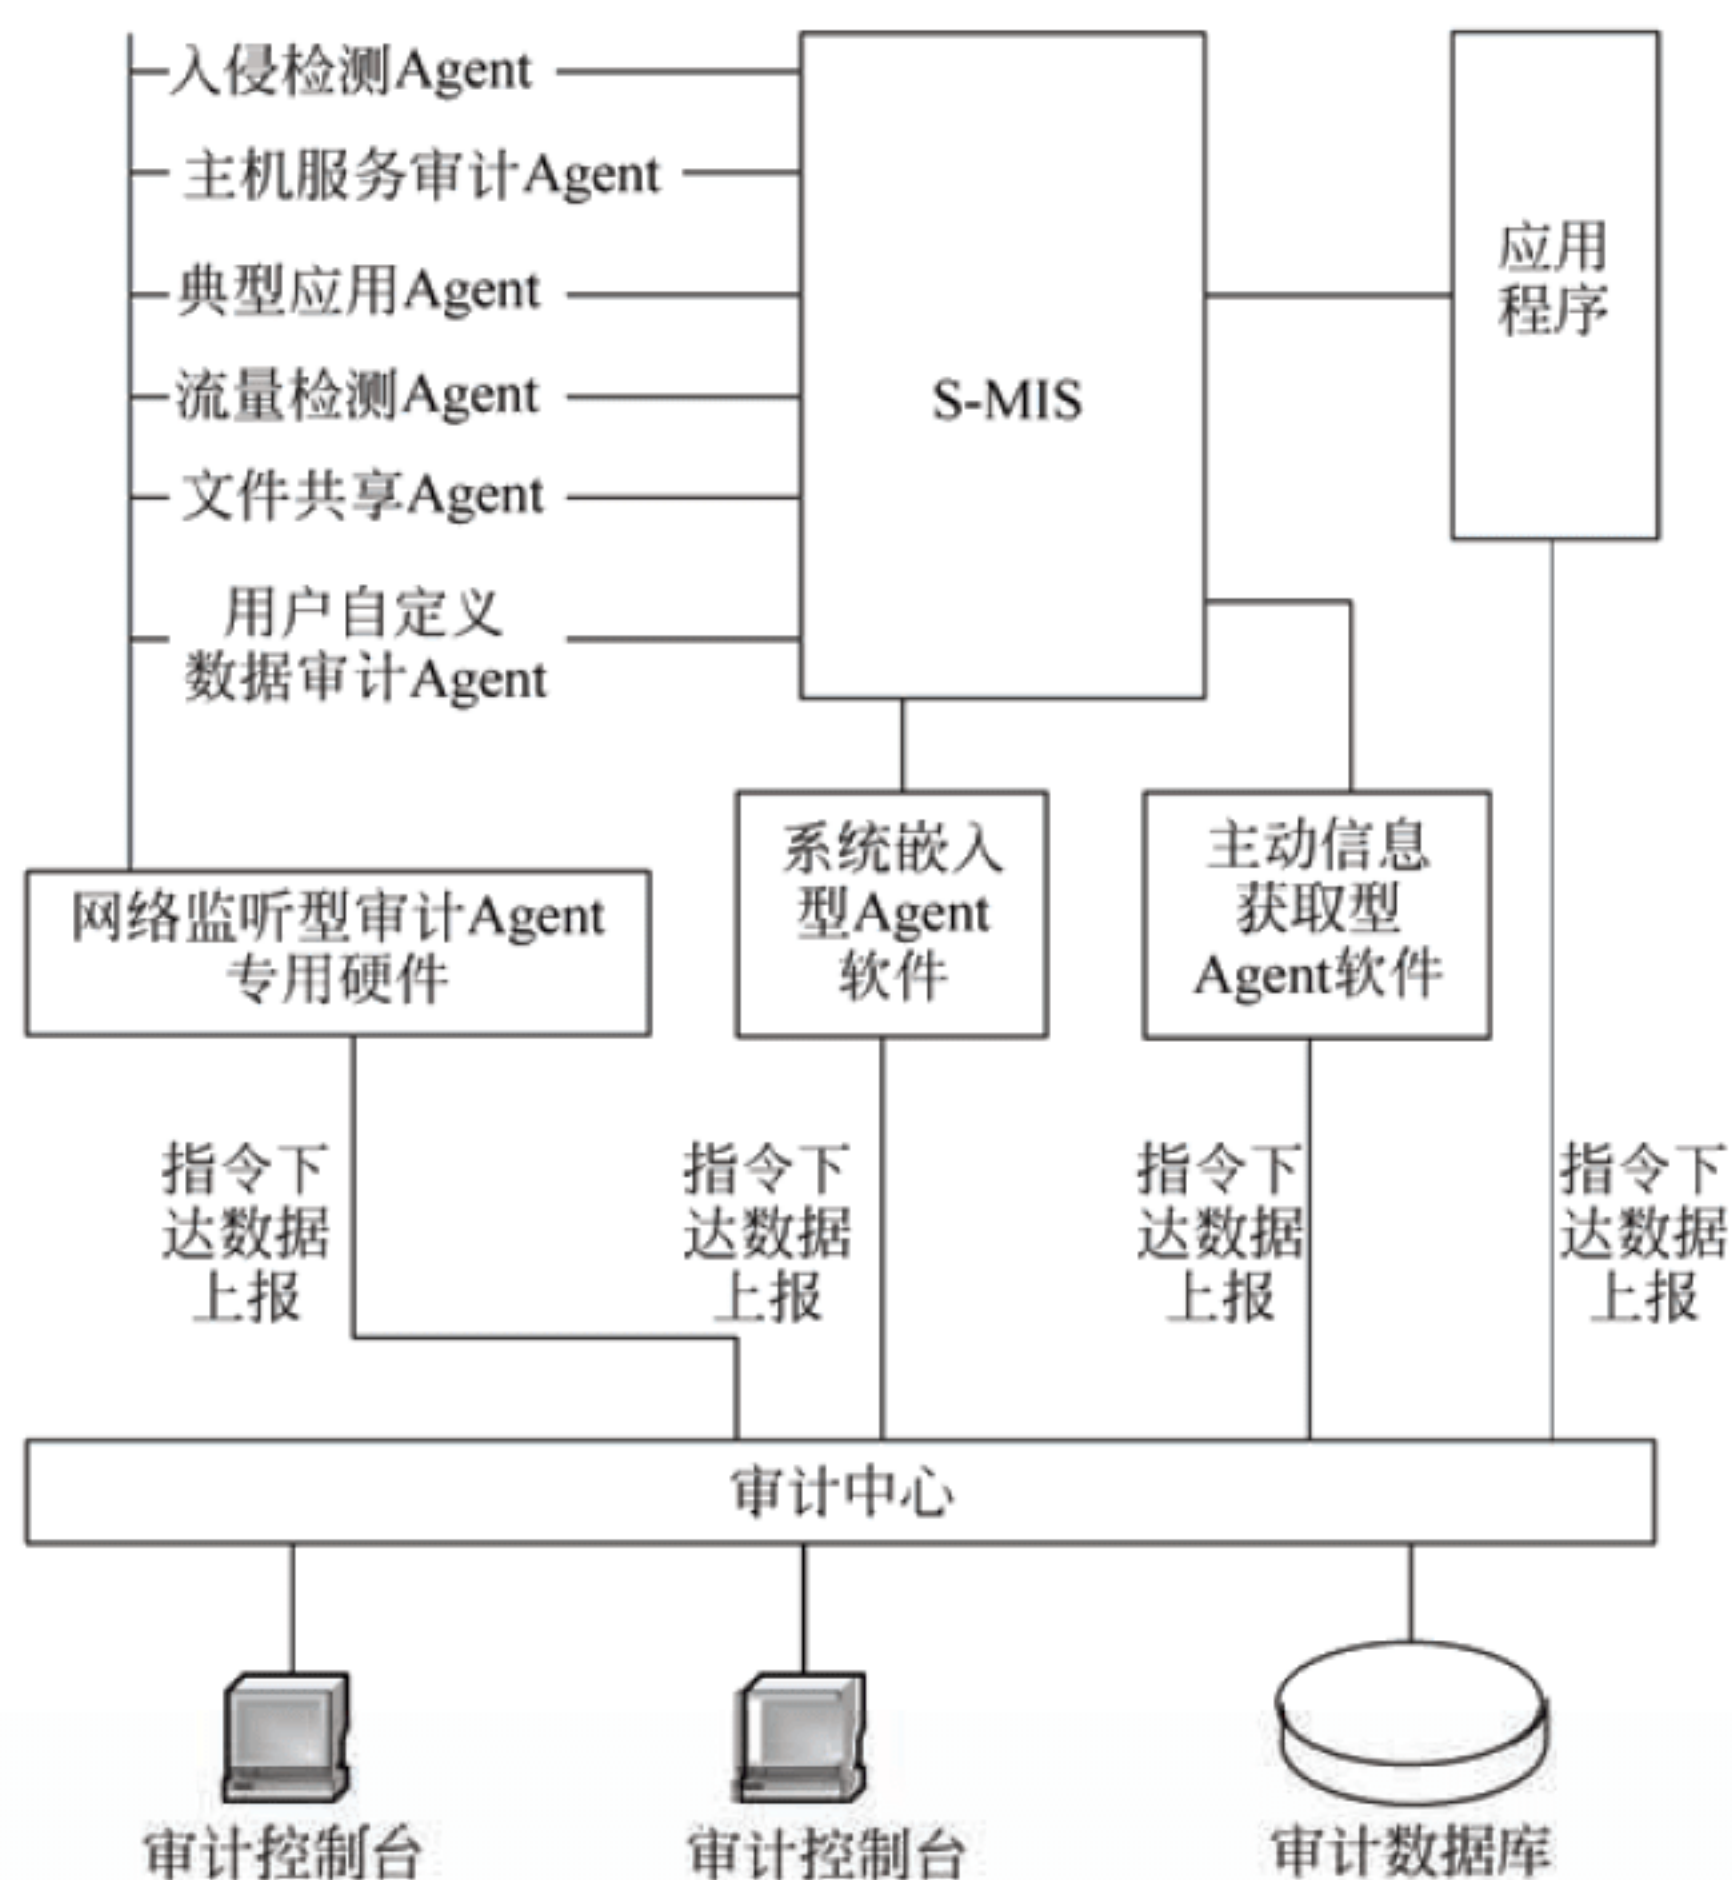 入侵检测Agent
主机服务审计Agent
典型应用Agent
流量检测Agent
文件共享Agent
用户自定义
数据审计Agent
S-MIS
应用
程序
网络监听型审计Agent
专用硬件
系统嵌入
型Agent
软件
主动信息
获取型
Agent软件
指令下
达数据
上报
指令下
达数据
上报
指令下
达数据
上报
指令下
达数据
上报
审计中心
审计控制台
审计控制台
审计数据库